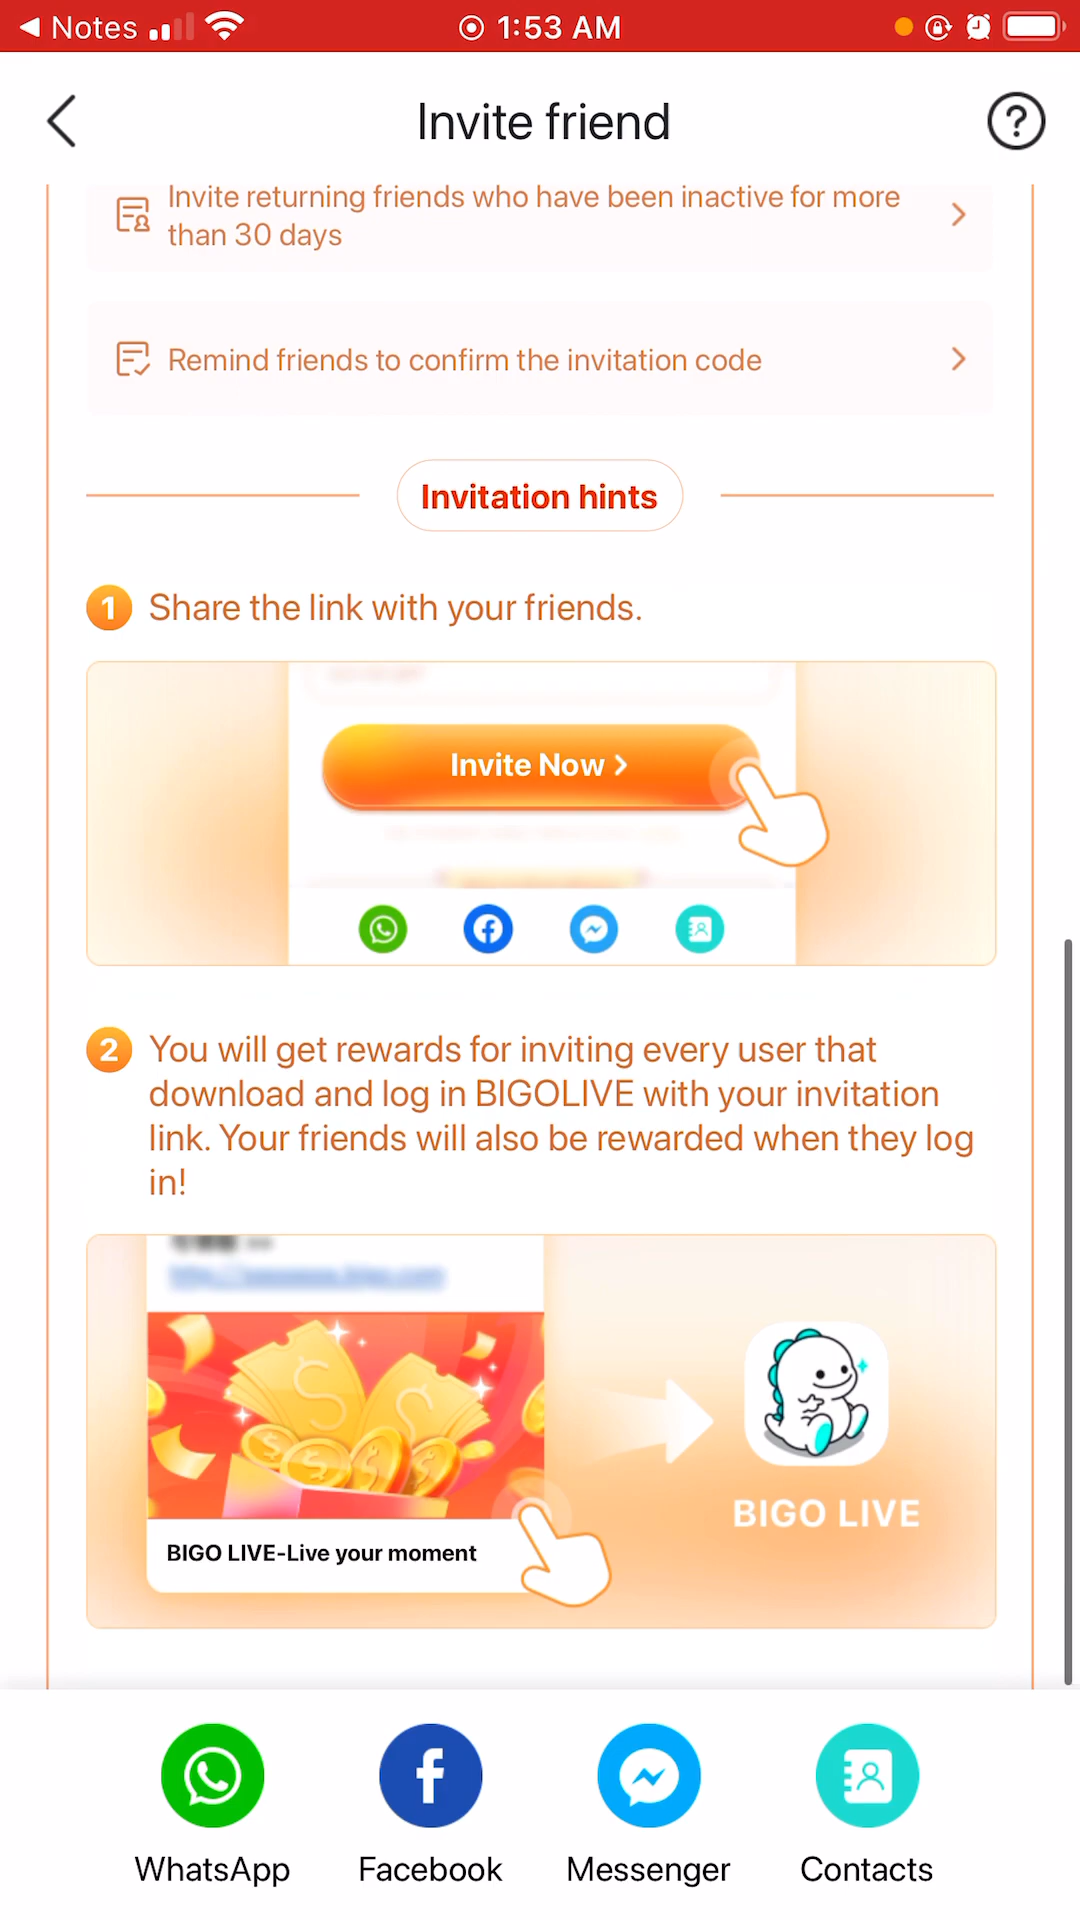 Notes
1:53 AM
Invite friend
?
Invite returning friends who have been inactive for more
than 30 days
Remind friends to confirm the invitation code
Invitation hints
1 Share the link with your friends.
Invite Now >
2 You will get rewards for inviting every user that
download and log in BIGOLIVE with your invitation
link. Your friends will also be rewarded when they log
in!
BIGO LIVE
BIGO LIVE-Live your moment
WhatsApp
Facebook
Messenger
Contacts